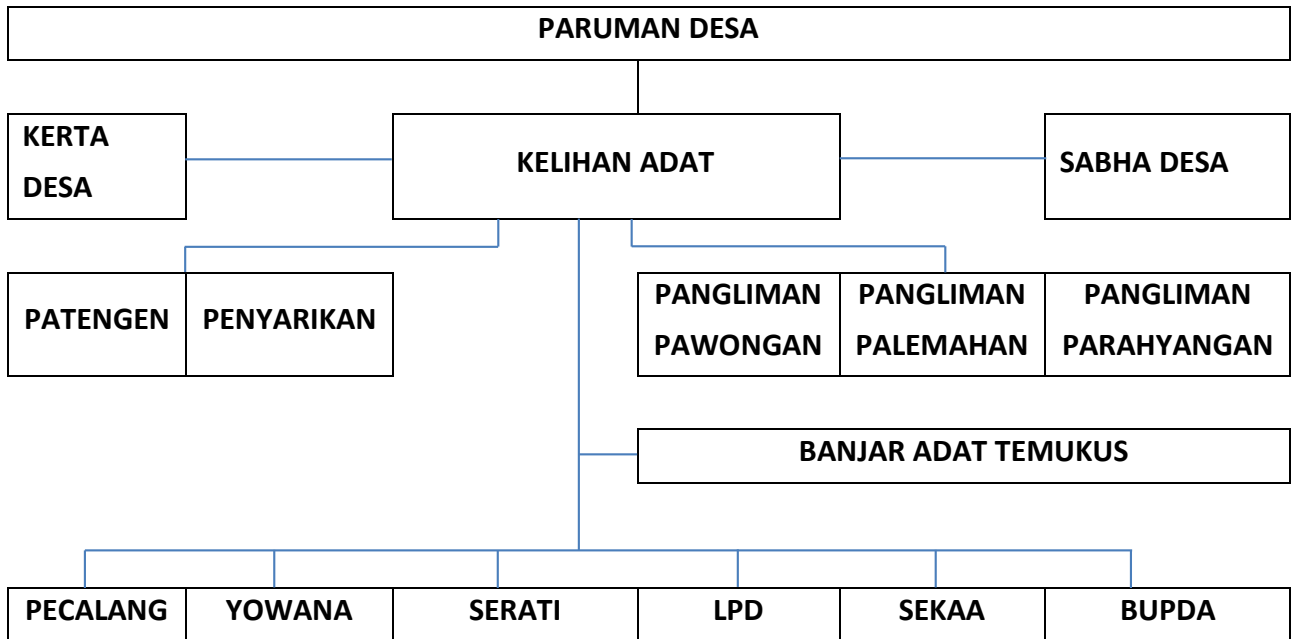 PARUMAN DESA
KERTA
DESA
KELIHAN ADAT
SABHA DESA
PATENGEN
PENYARIKAN
PANGLIMAN
PAWONGAN
PANGLIMAN
PALEMAHAN
PANGLIMAN
PARAHYANGAN
BANJAR ADAT TEMUKUS
PECALANG
YOWANA
SERATI
LPD
SEKAA
BUPDA